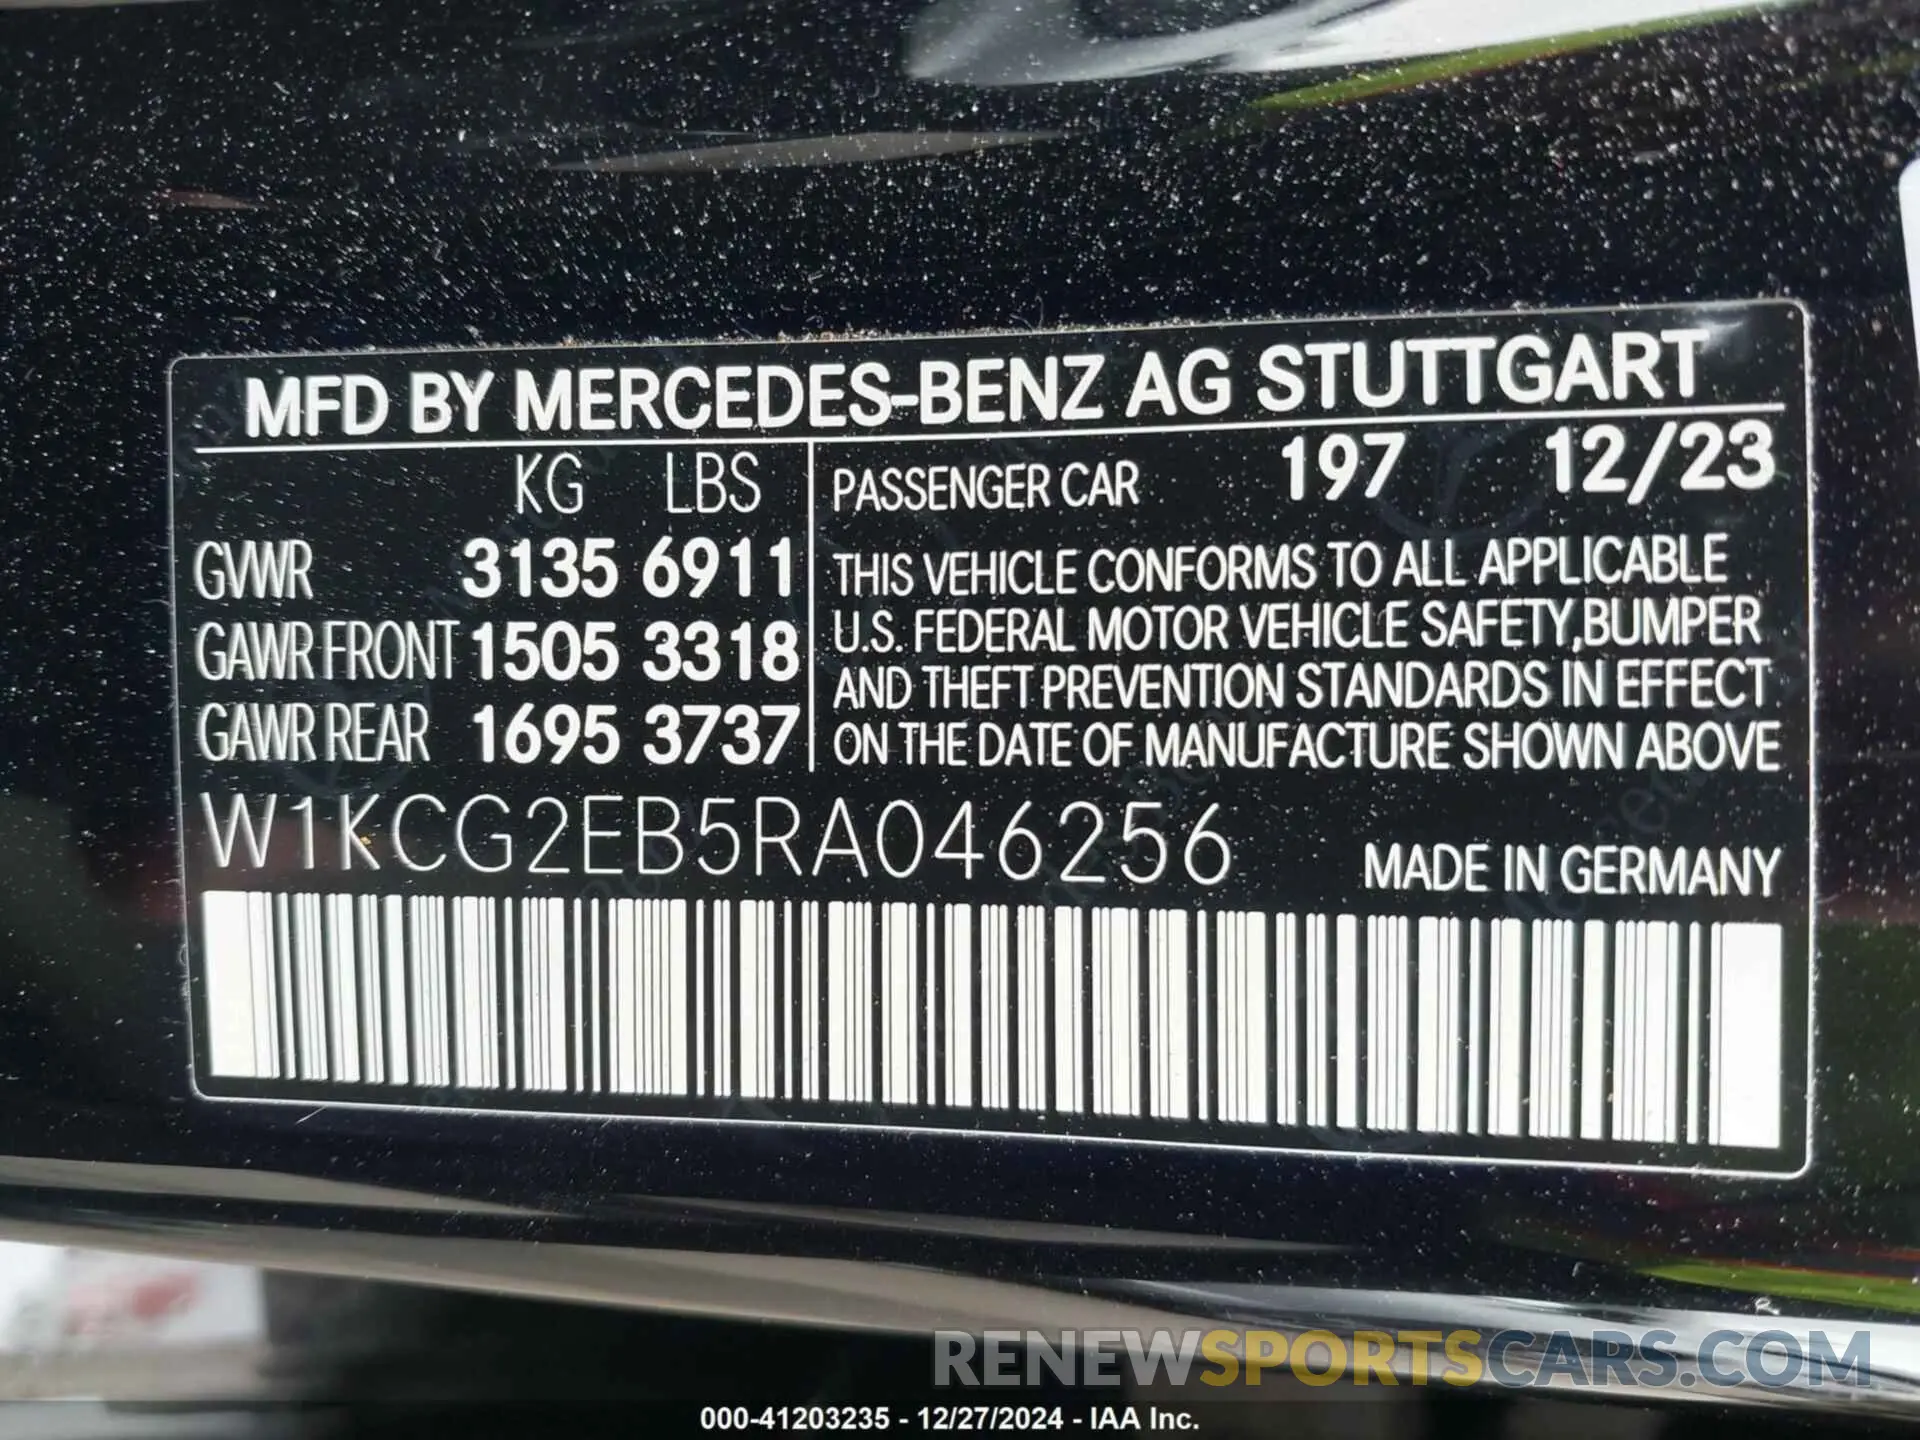 MFD BY MERCEDES-BENZ AG STUTTGART
KG LBS
GVWR 3135 6911
GAWR FRONT 1505 3318
GAWR REAR 1695 3737
PASSENGER CAR 197 12/23
THIS VEHICLE CONFORMS TO ALL APPLICABLE
U.S. FEDERAL MOTOR VEHICLE SAFETY,BUMPER
AND THEFT PREVENTION STANDARDS IN EFFECT
ON THE DATE OF MANUFACTURE SHOWN ABOVE
W1KCG2EB5RA046256
MADE IN GERMANY
RENEWSPORTSCARS.COM
000-41203235 - 12/27/2024 - IAA Inc.